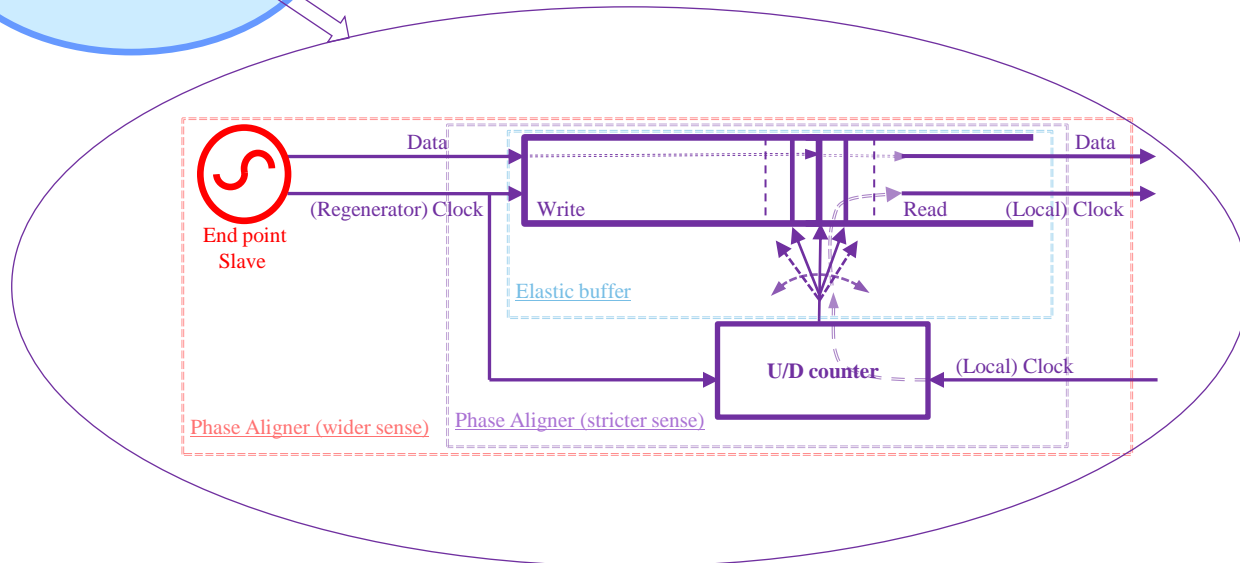 Data
Data
(Regenerator) Clock
Write
Read
(Local) Clock
End point
Slave
Elastic buffer
U/D counter
(Local) Clock
Phase Aligner (wider sense)
Phase Aligner (stricter sense)